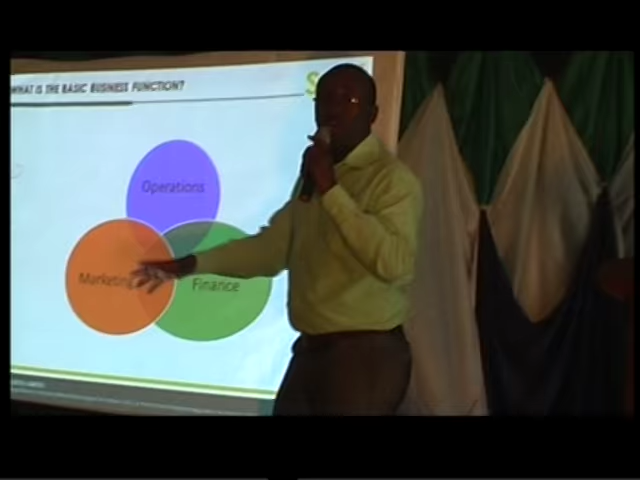 WHAT IS THE BASIC BUSINESS FUNCTION?
Operations
Marketing
Finance